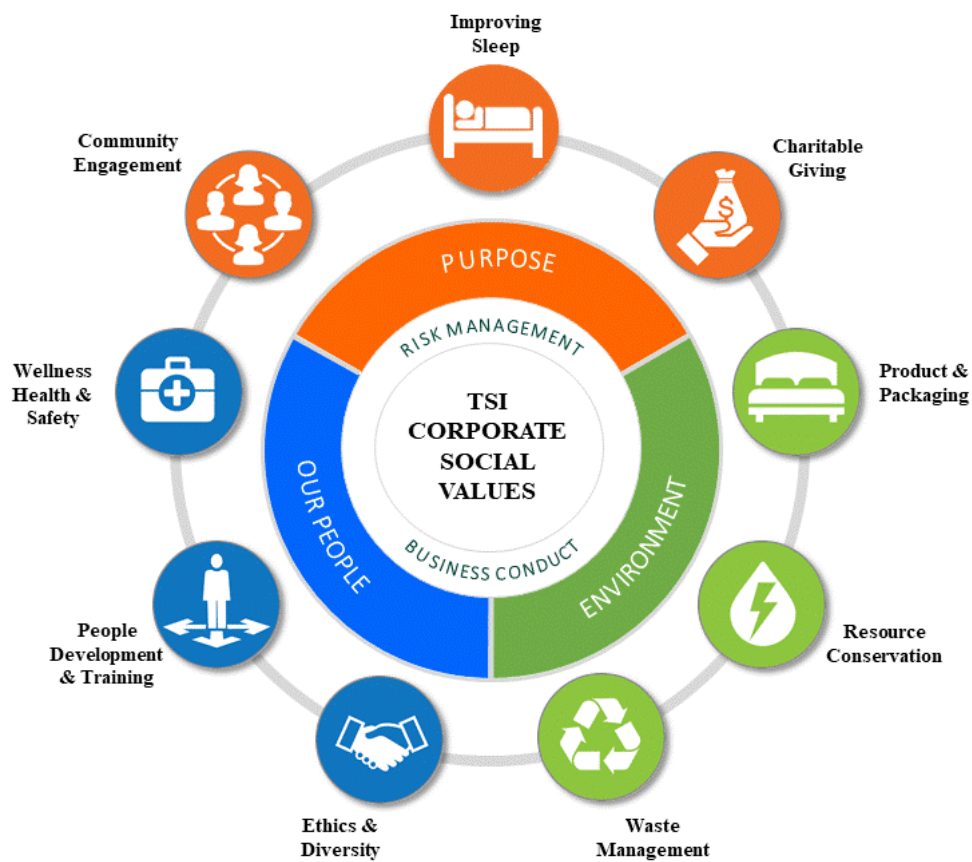 Improving
Sleep
Community
Engagement
Charitable
Giving
$
PURPOSE
RISK MANAGEMENT
Wellness
Health &
Safety
Product &
Packaging
TSI
CORPORATE
SOCIAL
VALUES
OUR PEOPLE
ENVIRONMENT
BUSINESS CONDUCT
People
Development
& Training
Resource
Conservation
Ethics &
Diversity
Waste
Management